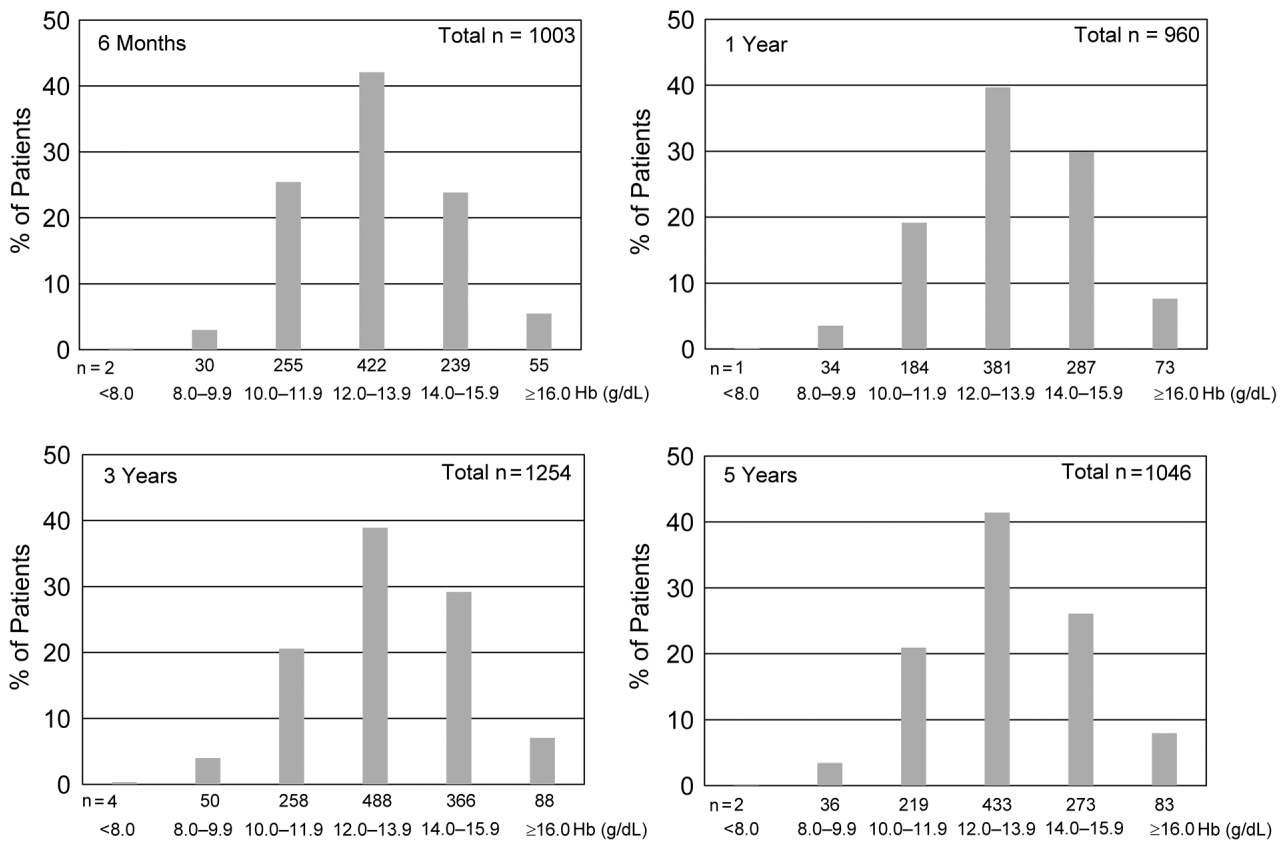 6 Months
Total n = 1003
50
40
30
20
10
0
% of Patients
n = 2 30 255 422 239 55
<8.0 8.0–9.9 10.0–11.9 12.0–13.9 14.0–15.9 ≥16.0 Hb (g/dL)
1 Year
Total n = 960
50
40
30
20
10
0
% of Patients
n = 1 34 184 381 287 73
<8.0 8.0–9.9 10.0–11.9 12.0–13.9 14.0–15.9 ≥16.0 Hb (g/dL)
3 Years
Total n = 1254
50
40
30
20
10
0
% of Patients
n = 4 50 258 488 366 88
<8.0 8.0–9.9 10.0–11.9 12.0–13.9 14.0–15.9 ≥16.0 Hb (g/dL)
5 Years
Total n = 1046
50
40
30
20
10
0
% of Patients
n = 2 36 219 433 273 83
<8.0 8.0–9.9 10.0–11.9 12.0–13.9 14.0–15.9 ≥16.0 Hb (g/dL)